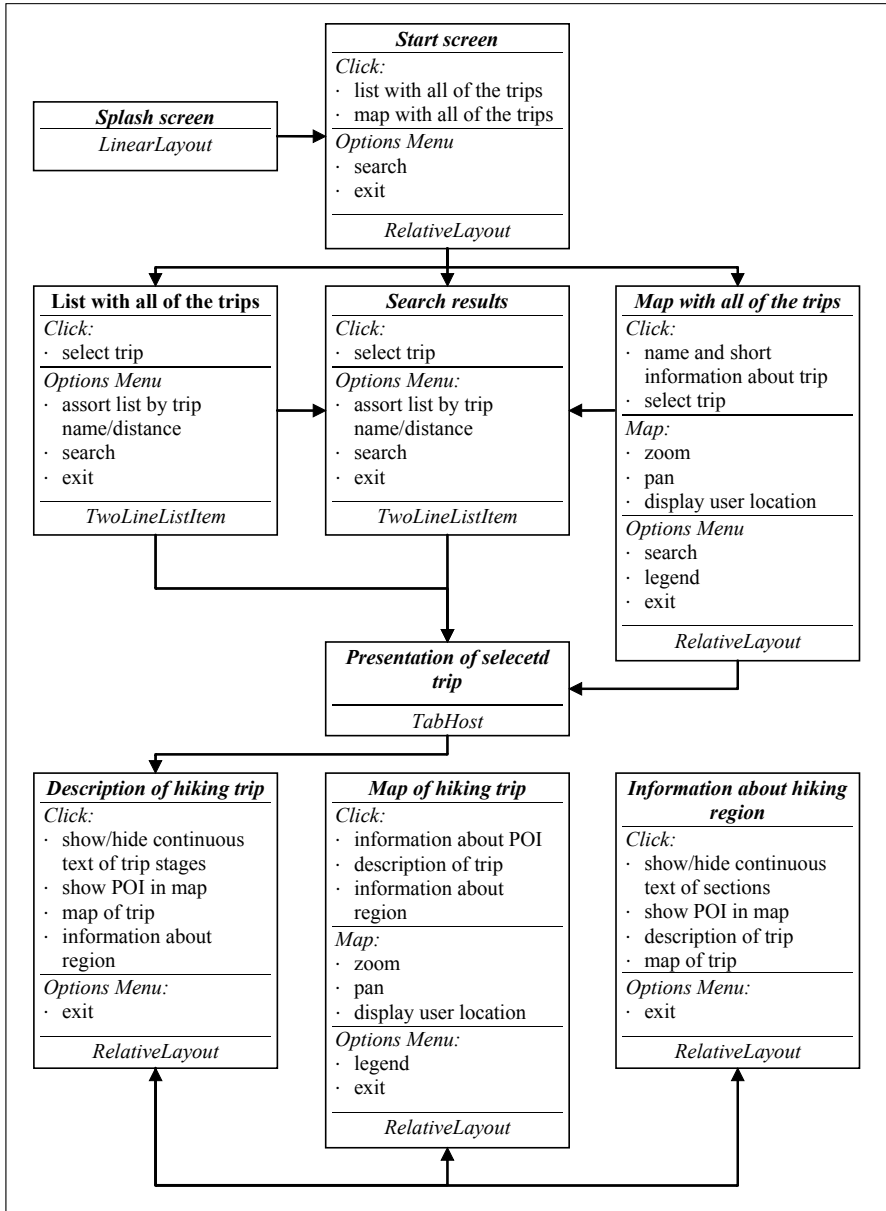 Start screen
Click:
· list with all of the trips
· map with all of the trips
Options Menu
· search
· exit
RelativeLayout
Splash screen
LinearLayout
List with all of the trips
Click:
· select trip
Options Menu
· assort list by trip
name/distance
· search
· exit
TwoLineListItem
Search results
Click:
· select trip
Options Menu:
· assort list by trip
name/distance
· search
· exit
TwoLineListItem
Map with all of the trips
Click:
· name and short
information about trip
· select trip
Map:
· zoom
· pan
· display user location
Options Menu
· search
· legend
· exit
RelativeLayout
Presentation of selecetd
trip
TabHost
Description of hiking trip
Click:
· show/hide continuous
text of trip stages
· show POI in map
· map of trip
· information about
region
Options Menu:
· exit
RelativeLayout
Map of hiking trip
Click:
· information about POI
· description of trip
· information about
region
Map:
· zoom
· pan
· display user location
Options Menu:
· legend
· exit
RelativeLayout
Information about hiking
region
Click:
· show/hide continuous
text of sections
· show POI in map
· description of trip
· map of trip
Options Menu:
· exit
RelativeLayout